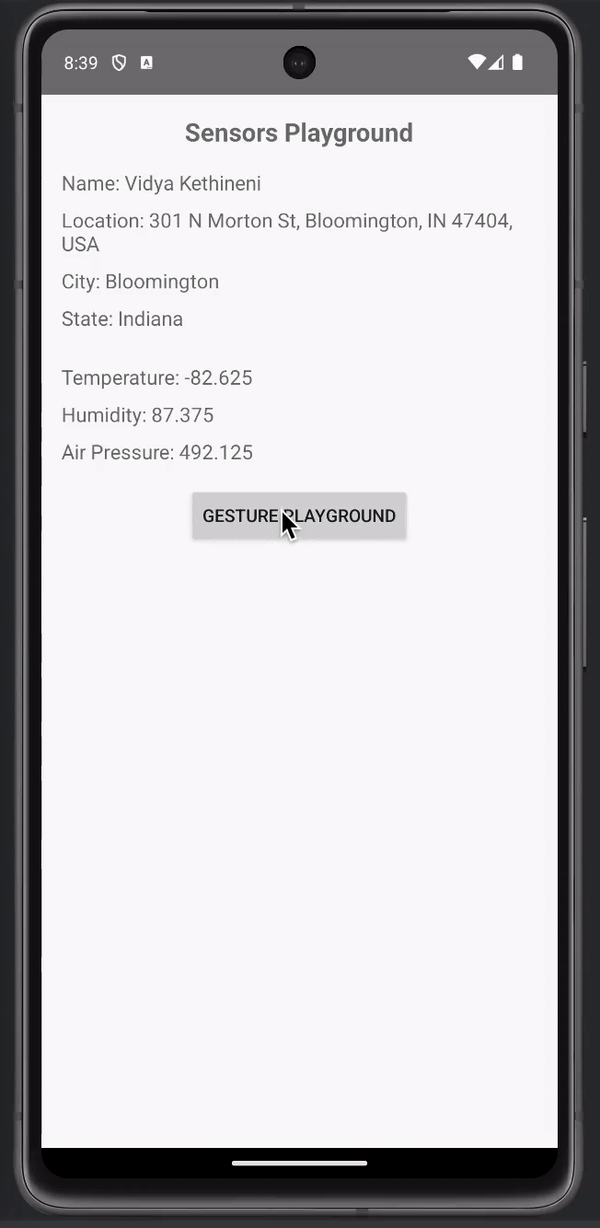 8:39
Sensors Playground
Name: Vidya Kethineni
Location: 301 N Morton St, Bloomington, IN 47404,
USA
City: Bloomington
State: Indiana
Temperature: -82.625
Humidity: 87.375
Air Pressure: 492.125
GESTURE PLAYGROUND